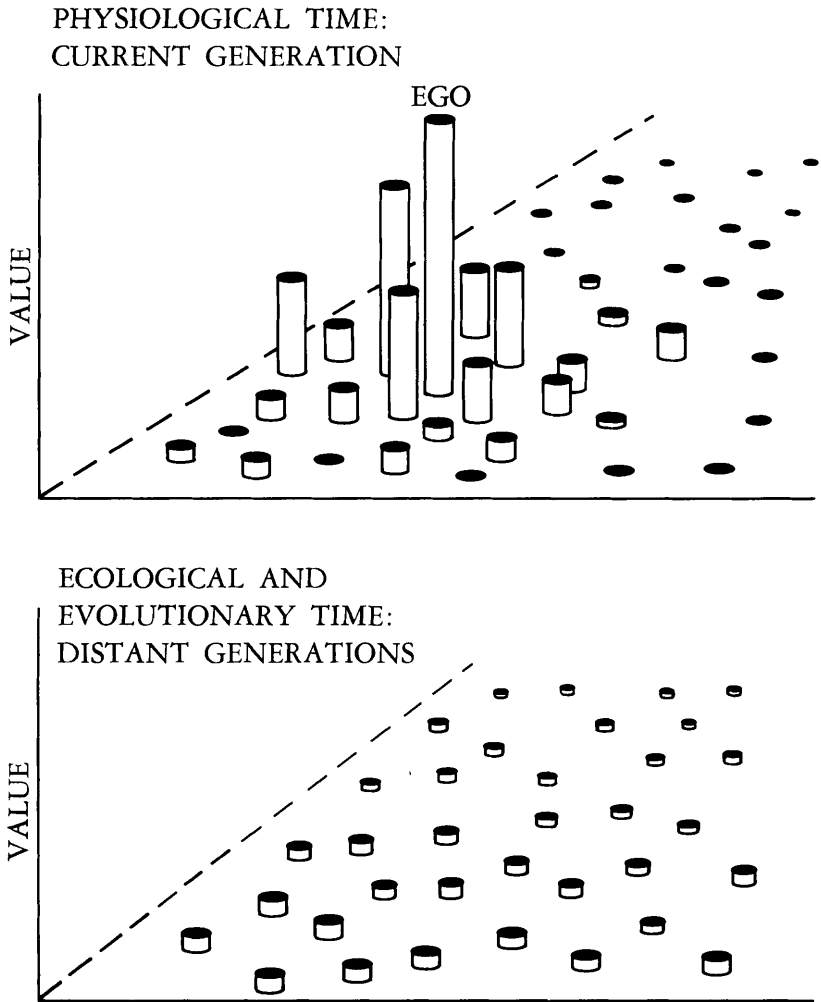 PHYSIOLOGICAL TIME:
CURRENT GENERATION
EGO
VALUE
ECOLOGICAL AND
EVOLUTIONARY TIME:
DISTANT GENERATIONS
VALUE